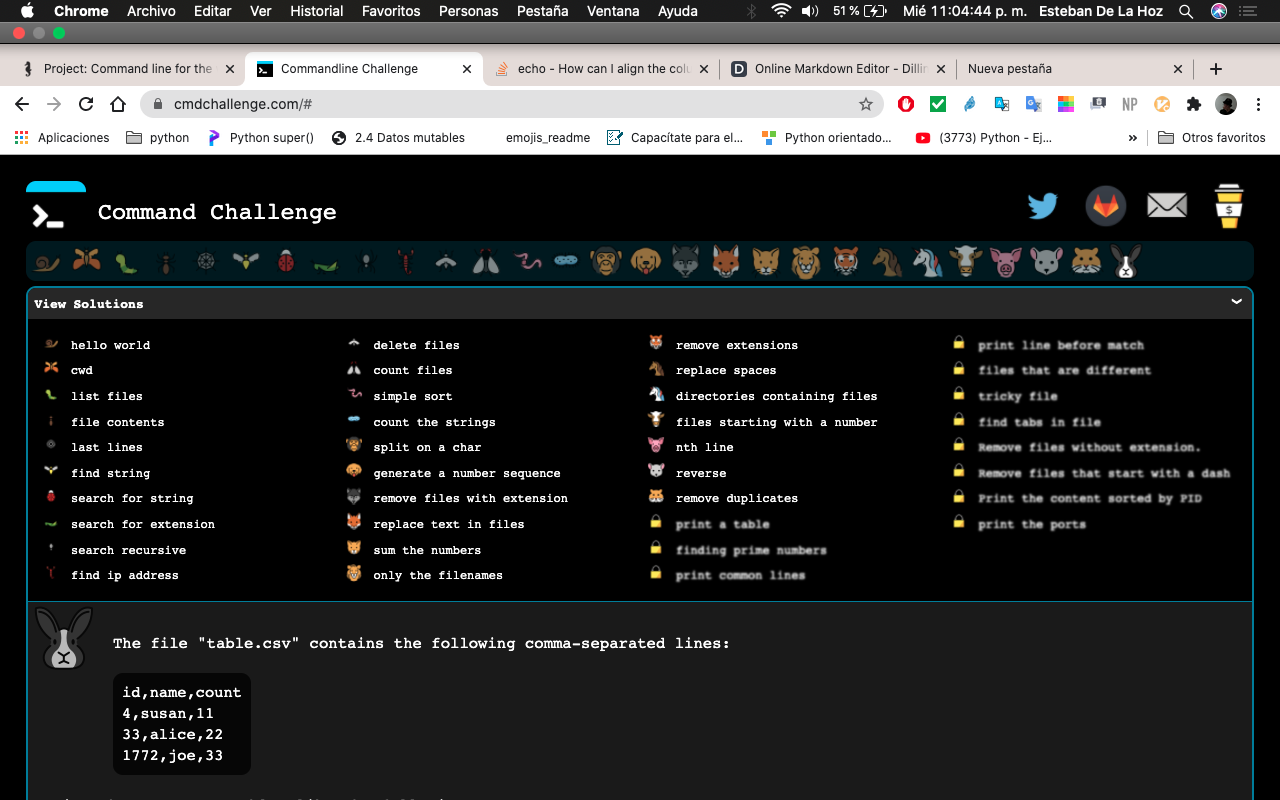 Chrome Archivo Editar Ver Historial Favoritos Personas Pestaña Ventana Ayuda 51 % Mié 11:04:44 p. m. Esteban De La Hoz
Project: Command line for the Commandline Challenge echo - How can I align the colu Online Markdown Editor - Dillin Nueva pestaña
cmdchallenge.com/#
Aplicaciones python Python super() 2.4 Datos mutables emojis_readme Capacítate para el... Python orientado... (3773) Python - Ej... » Otros favoritos
Command Challenge
View Solutions
hello world
cwd
list files
file contents
last lines
find string
search for string
search for extension
search recursive
find ip address
delete files
count files
simple sort
count the strings
split on a char
generate a number sequence
remove files with extension
replace text in files
sum the numbers
only the filenames
remove extensions
replace spaces
directories containing files
files starting with a number
nth line
reverse
remove duplicates
print a table
finding prime numbers
print common lines
print line before match
files that are different
tricky file
find tabs in file
Remove files without extension.
Remove files that start with a dash
Print the content sorted by PID
print the ports
The file "table.csv" contains the following comma-separated lines:
id,name,count
4,susan,11
33,alice,22
1772,joe,33